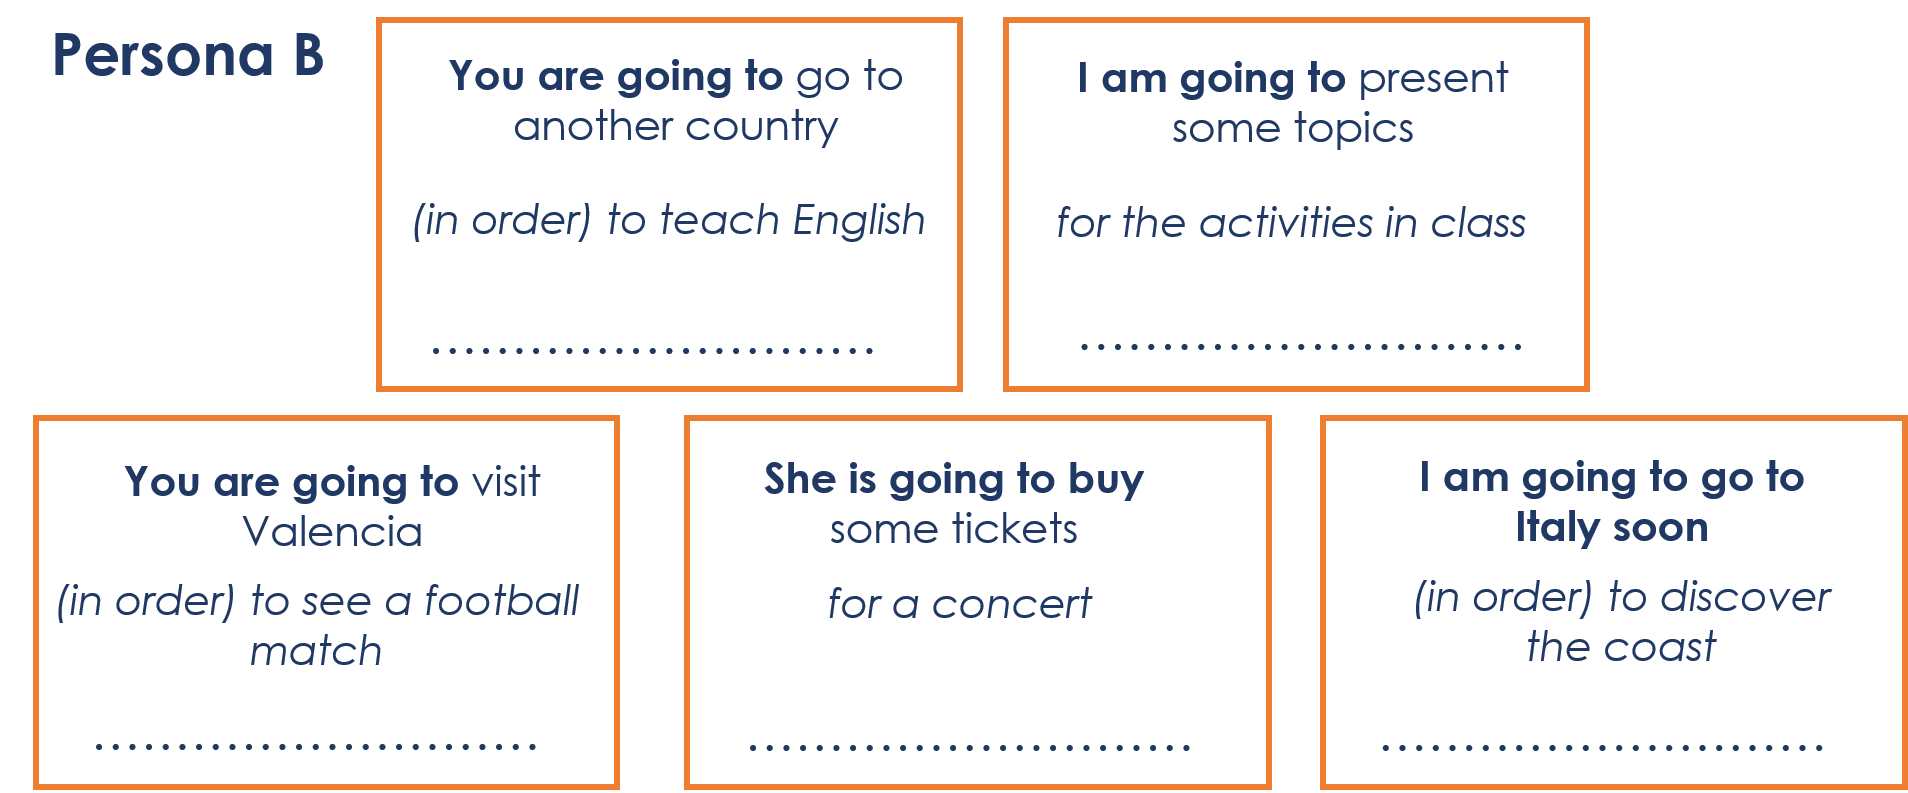 Persona B
You are going to go to
another country
(in order) to teach English
...........................
I am going to present
some topics
for the activities in class
...........................
You are going to visit
Valencia
(in order) to see a football
match
...........................
She is going to buy
some tickets
for a concert
...........................
I am going to go to
Italy soon
(in order) to discover
the coast
...........................